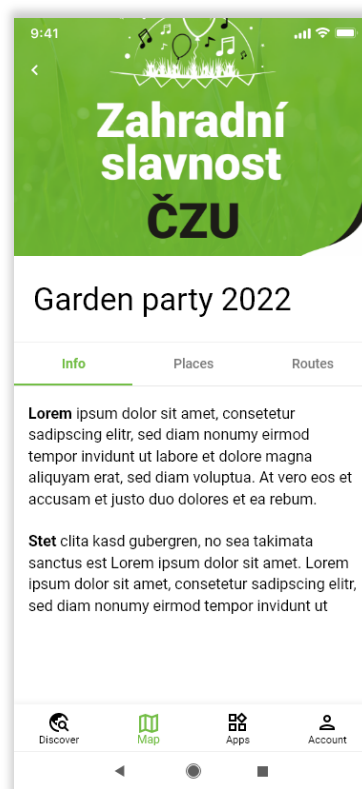 9:41
Zahradní
slavnost
ČZU
Garden party 2022
Info Places Routes
Lorem ipsum dolor sit amet, consetetur
sadipscing elitr, sed diam nonumy eirmod
tempor invidunt ut labore et dolore magna
aliquyam erat, sed diam voluptua. At vero eos et
accusam et justo duo dolores et ea rebum.
Stet clita kasd gubergren, no sea takimata
sanctus est Lorem ipsum dolor sit amet. Lorem
ipsum dolor sit amet, consetetur sadipscing elitr,
sed diam nonumy eirmod tempor invidunt ut
Discover Map Apps Account